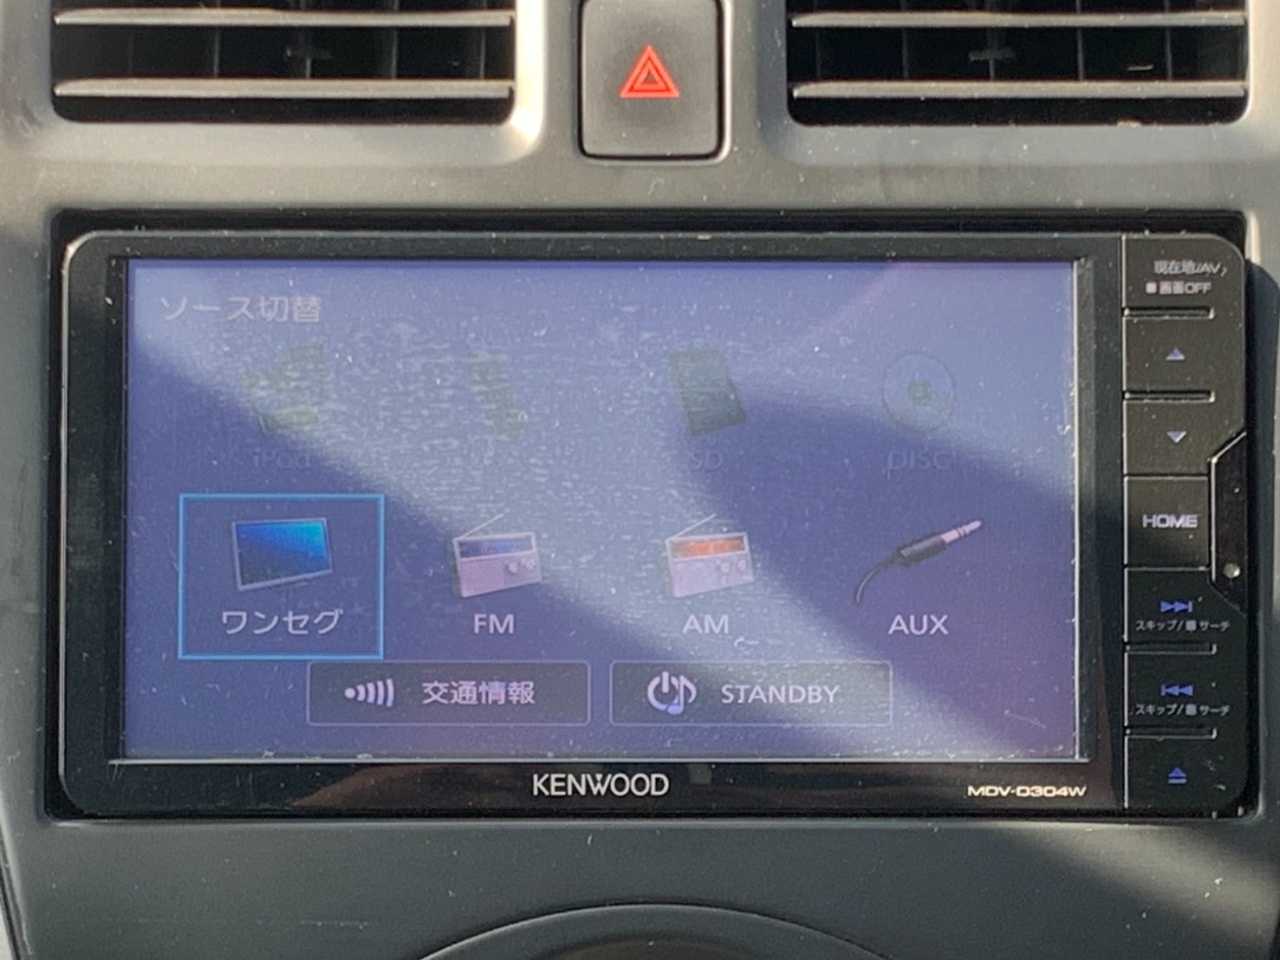 ソース切替
iPod
SD
DISC
ワンセグ
FM
AM
AUX
交通情報
STANDBY
KENWOOD
MDV-D304W
現在地/AV
■画面OFF
HOME
スキップ/■サーチ
スキップ/■サーチ